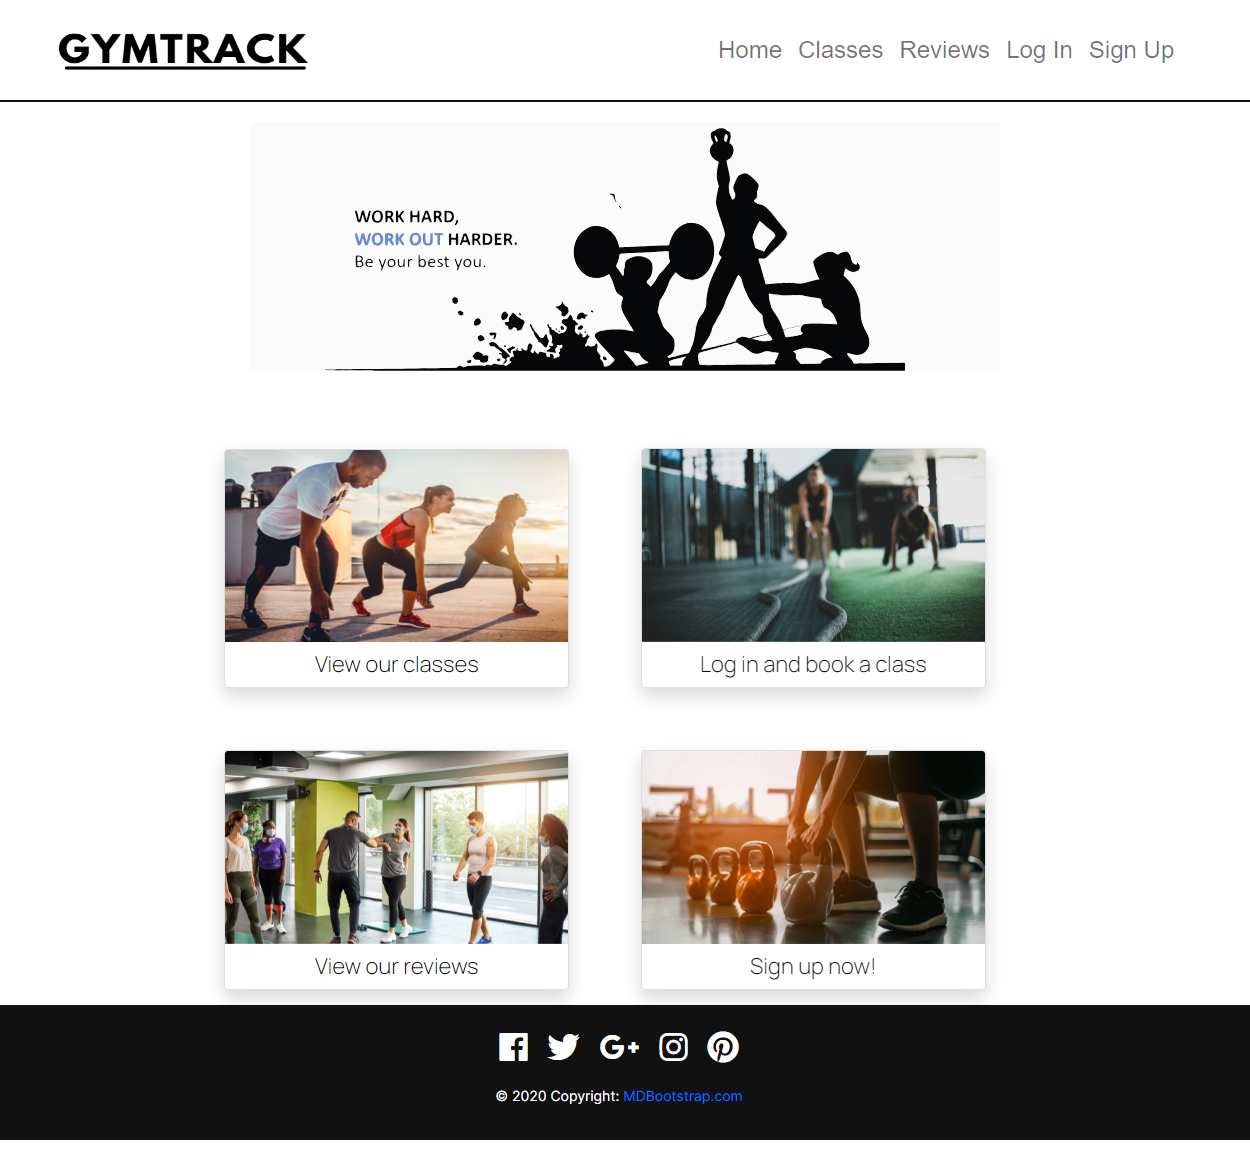 GYMTRACK
Home Classes Reviews Log In Sign Up
WORK HARD,
WORK OUT HARDER.
Be your best you.
View our classes
Log in and book a class
View our reviews
Sign up now!
© 2020 Copyright: MDBootstrap.com